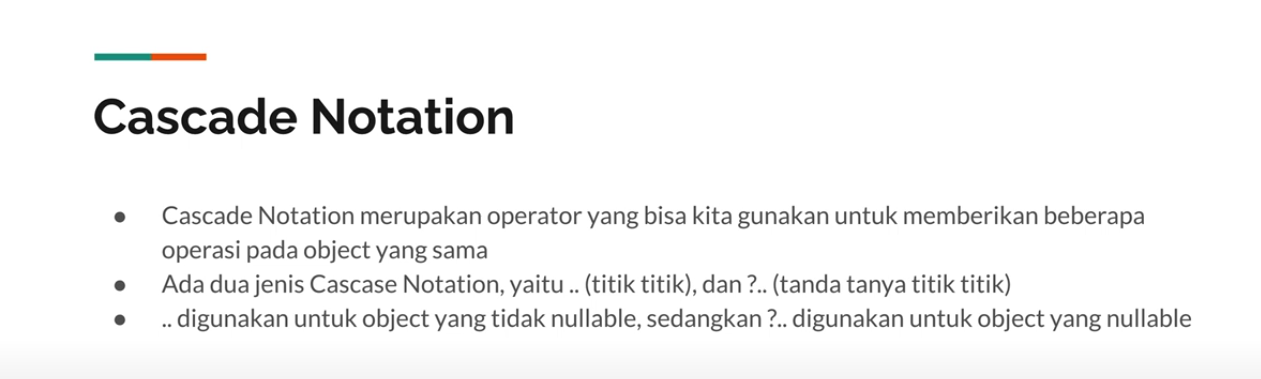 Cascade Notation
● Cascade Notation merupakan operator yang bisa kita gunakan untuk memberikan beberapa
operasi pada object yang sama
● Ada dua jenis Cascase Notation, yaitu .. (titik titik), dan ?.. (tanda tanya titik titik)
● .. digunakan untuk object yang tidak nullable, sedangkan ?.. digunakan untuk object yang nullable